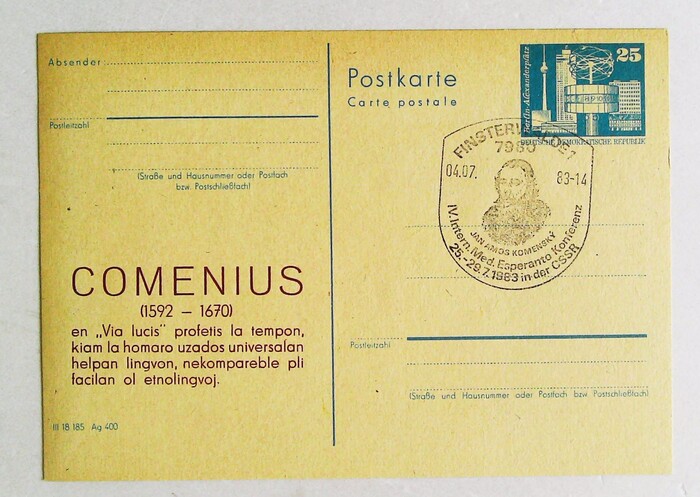 Absender:
Postleitzahl
(Straße und Hausnummer oder Postfach
bzw. Postschließfach)
COMENIUS
(1592 – 1670)
en „Via lucis" profetis la tempon,
kiam la homaro uzados universalan
helpan lingvon, nekompareble pli
facilan ol etnolingvoj.
III 18 185 Ag 400
Postkarte
Carte postale
25
Berlin-Alexanderplatz
DEUTSCHE DEMOKRATISCHE REPUBLIK
7980
04.07.
83-14
JAN AMOS KOMENSKÝ
IV. Intern. Med. Esperanto Konferenz
25.-29.7.1983 in der CSSR
Postleitzahl
(Straße und Hausnummer oder Postfach bzw. Postschließfach)